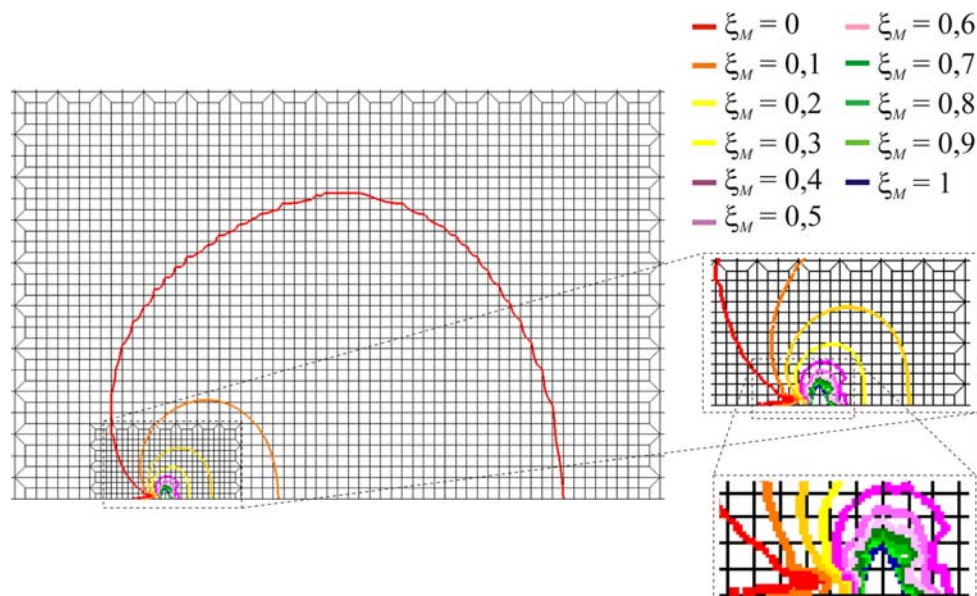 ξM = 0
ξM = 0,1
ξM = 0,2
ξM = 0,3
ξM = 0,4
ξM = 0,5
ξM = 0,6
ξM = 0,7
ξM = 0,8
ξM = 0,9
ξM = 1